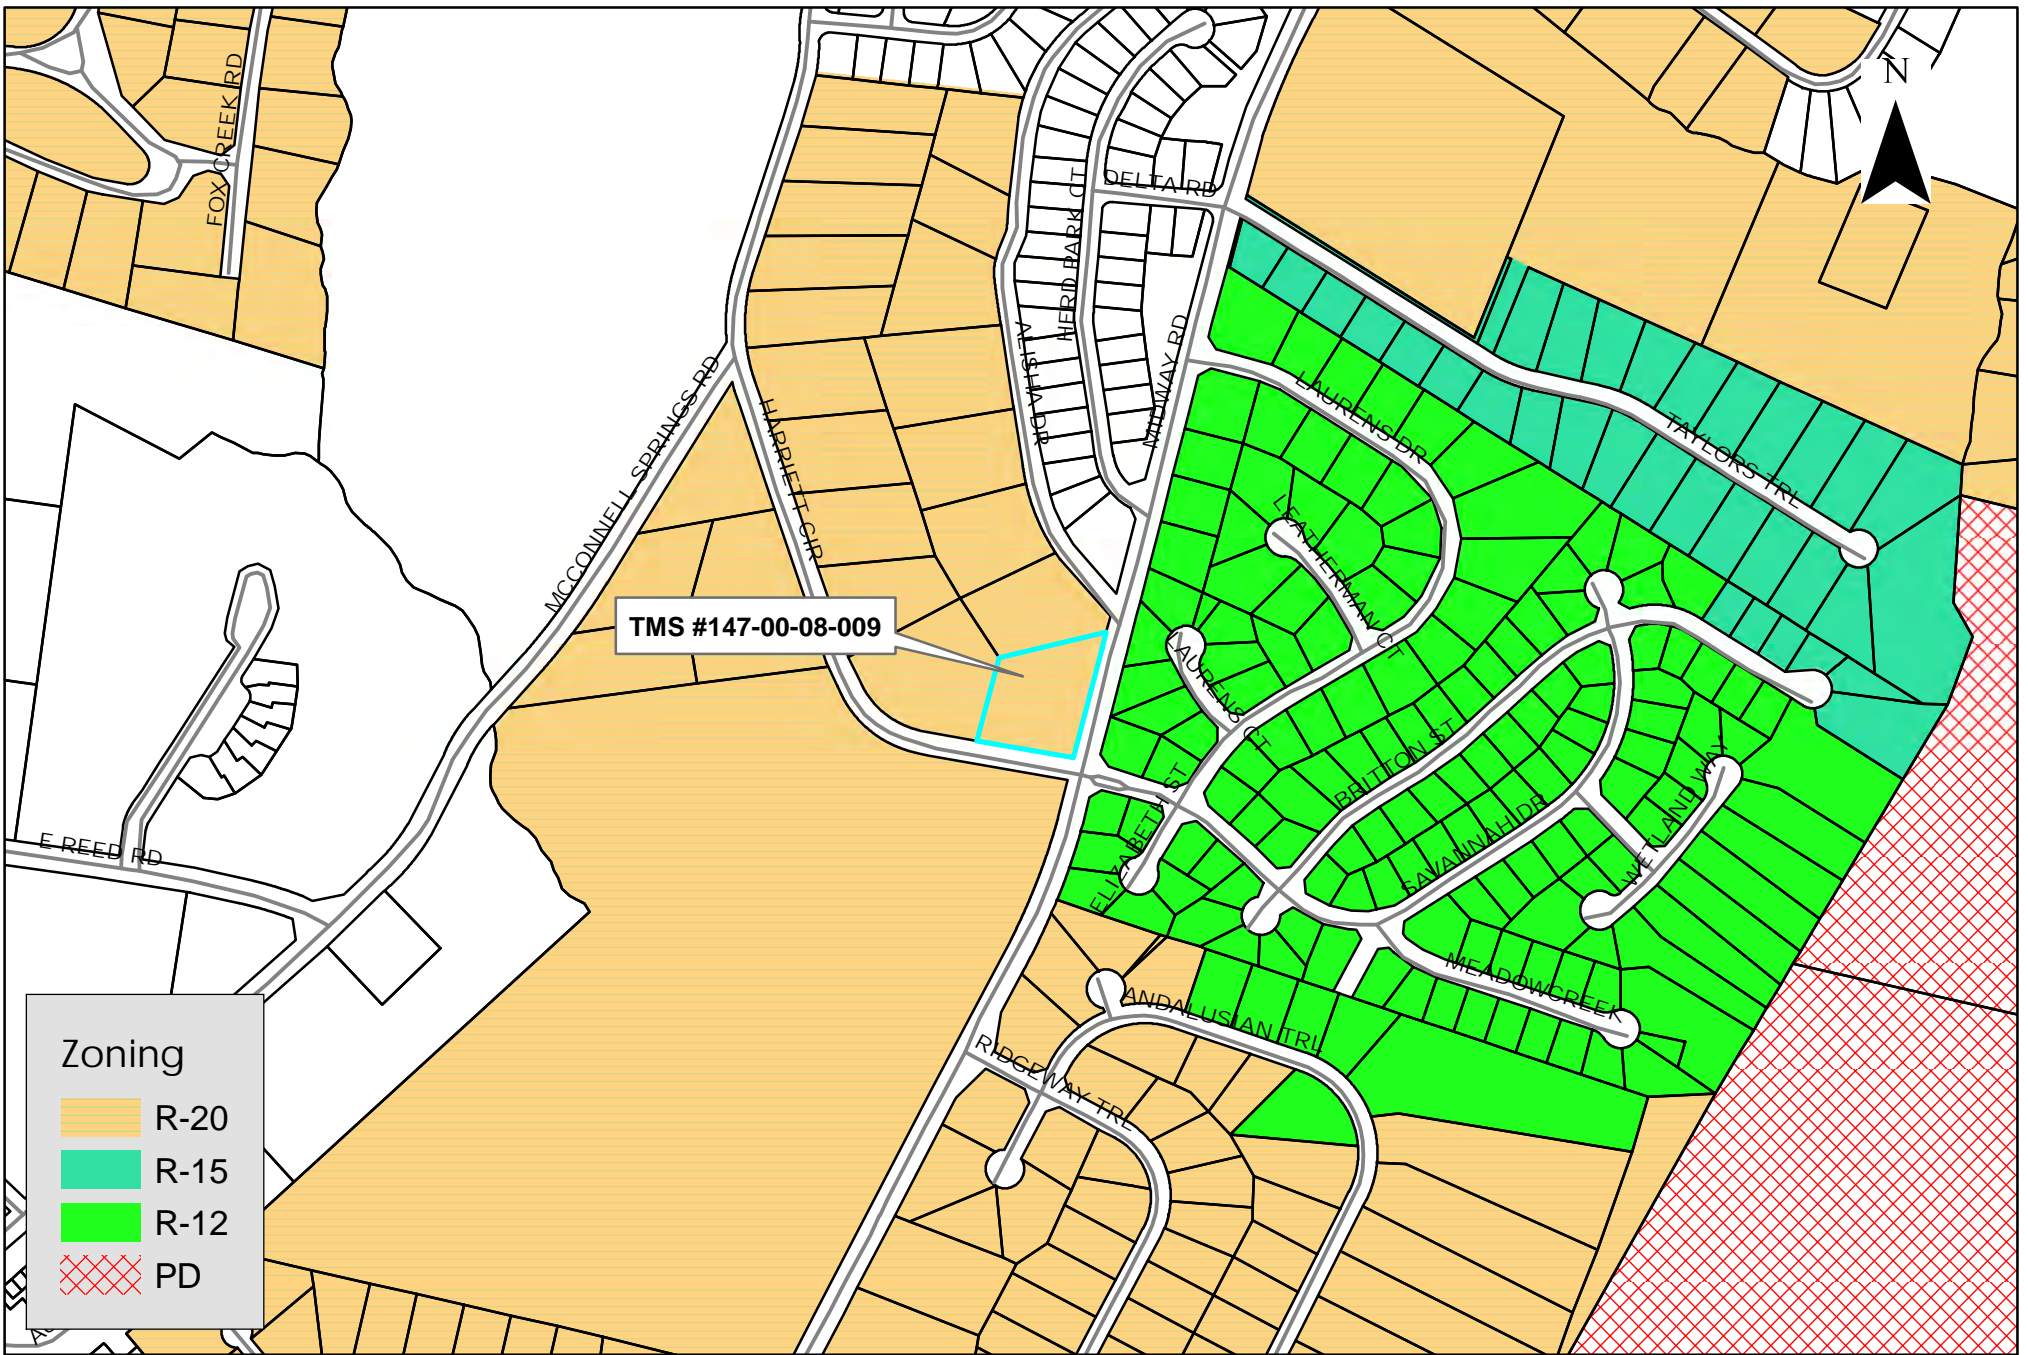 FOX CREEK RD
N
DELTA RD
HERD PARK CT
ALISHA DR
MIDWAY RD
MCCONNELL SPRINGS RD
HARRIETT CIR
LAURENS DR
TAYLORS TRL
LEATHERMAN CT
TMS #147-00-08-009
LAURENS CT
BRITTON ST
ELIZABETH ST
SAVANNAH DR
WETLAND WAY
E REED RD
MEADOWCREEK
ANDALUSIAN TRL
RIDGEWAY TRL
Zoning
R-20
R-15
R-12
PD